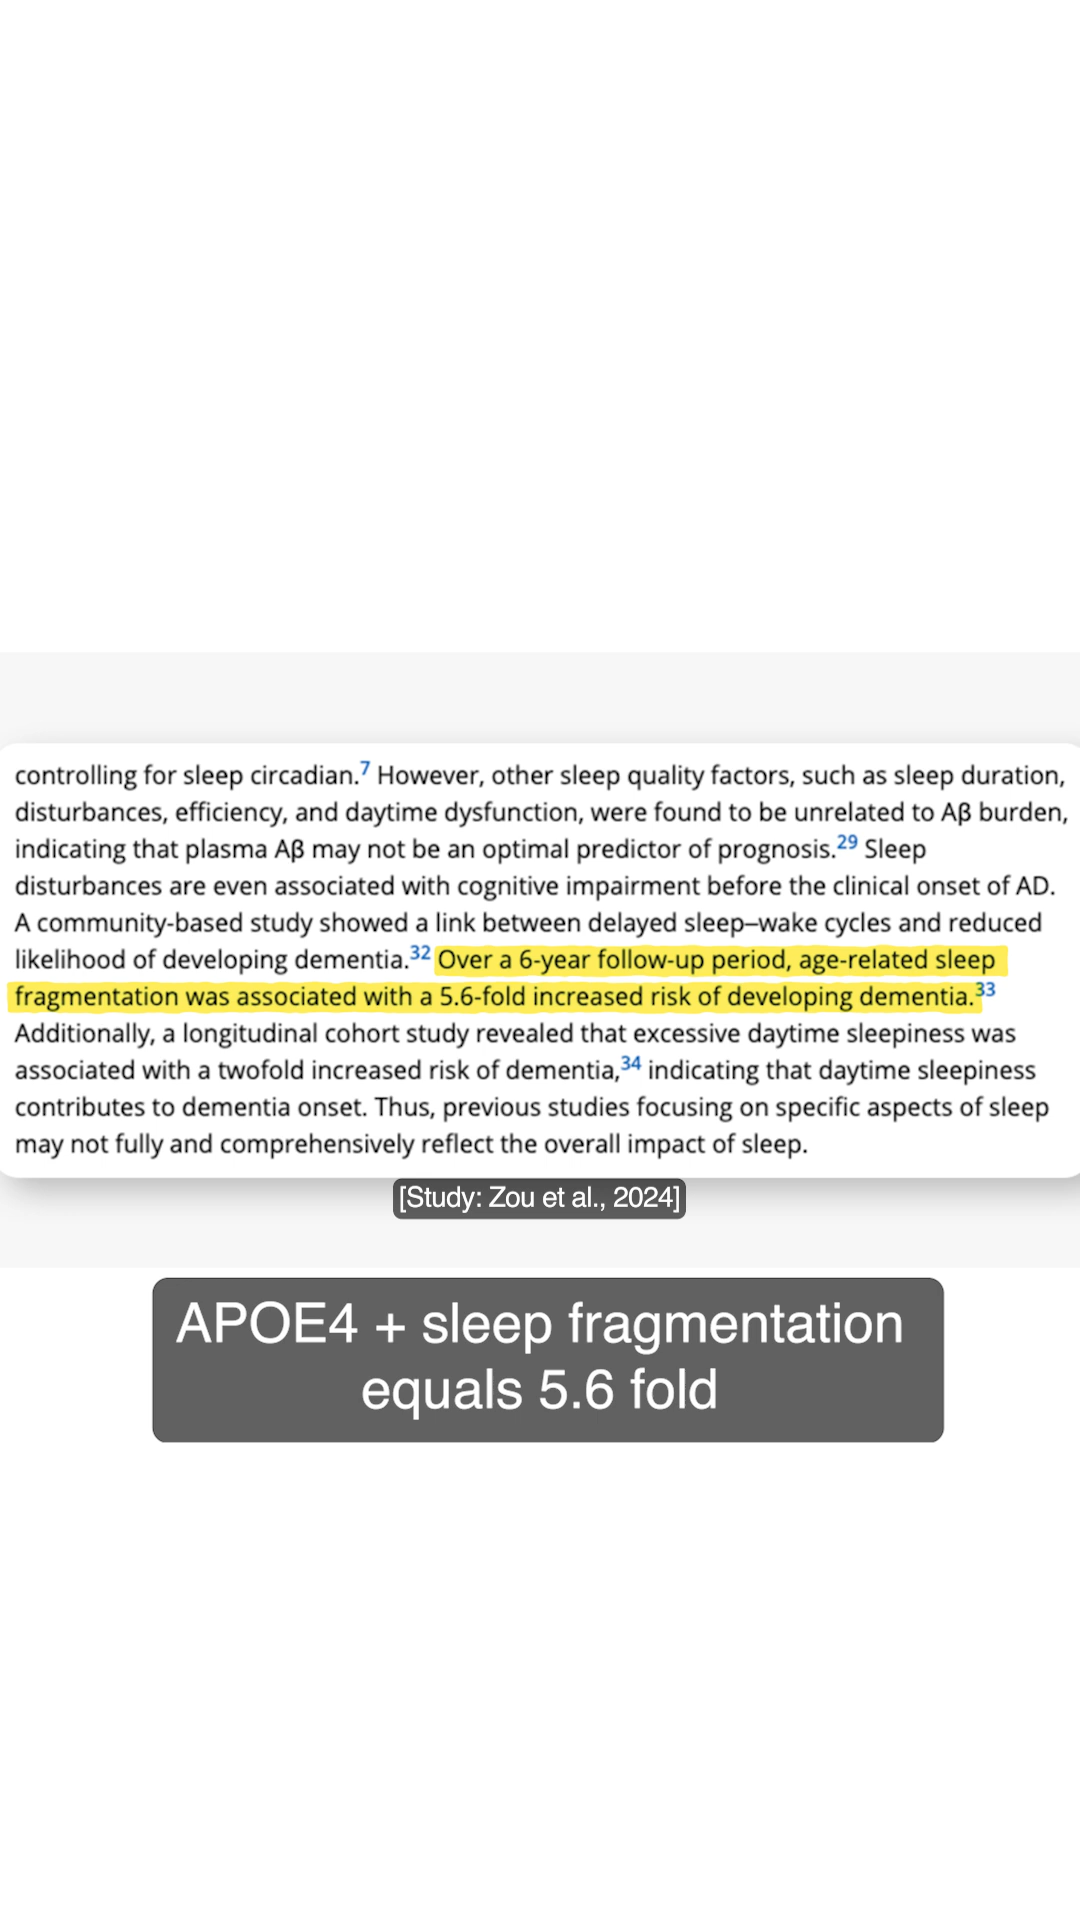 controlling for sleep circadian.7 However, other sleep quality factors, such as sleep duration,
disturbances, efficiency, and daytime dysfunction, were found to be unrelated to Aβ burden,
indicating that plasma Aβ may not be an optimal predictor of prognosis.29 Sleep
disturbances are even associated with cognitive impairment before the clinical onset of AD.
A community-based study showed a link between delayed sleep–wake cycles and reduced
likelihood of developing dementia.32 Over a 6-year follow-up period, age-related sleep
fragmentation was associated with a 5.6-fold increased risk of developing dementia.33
Additionally, a longitudinal cohort study revealed that excessive daytime sleepiness was
associated with a twofold increased risk of dementia,34 indicating that daytime sleepiness
contributes to dementia onset. Thus, previous studies focusing on specific aspects of sleep
may not fully and comprehensively reflect the overall impact of sleep.
[Study: Zou et al., 2024]
APOE4 + sleep fragmentation
equals 5.6 fold